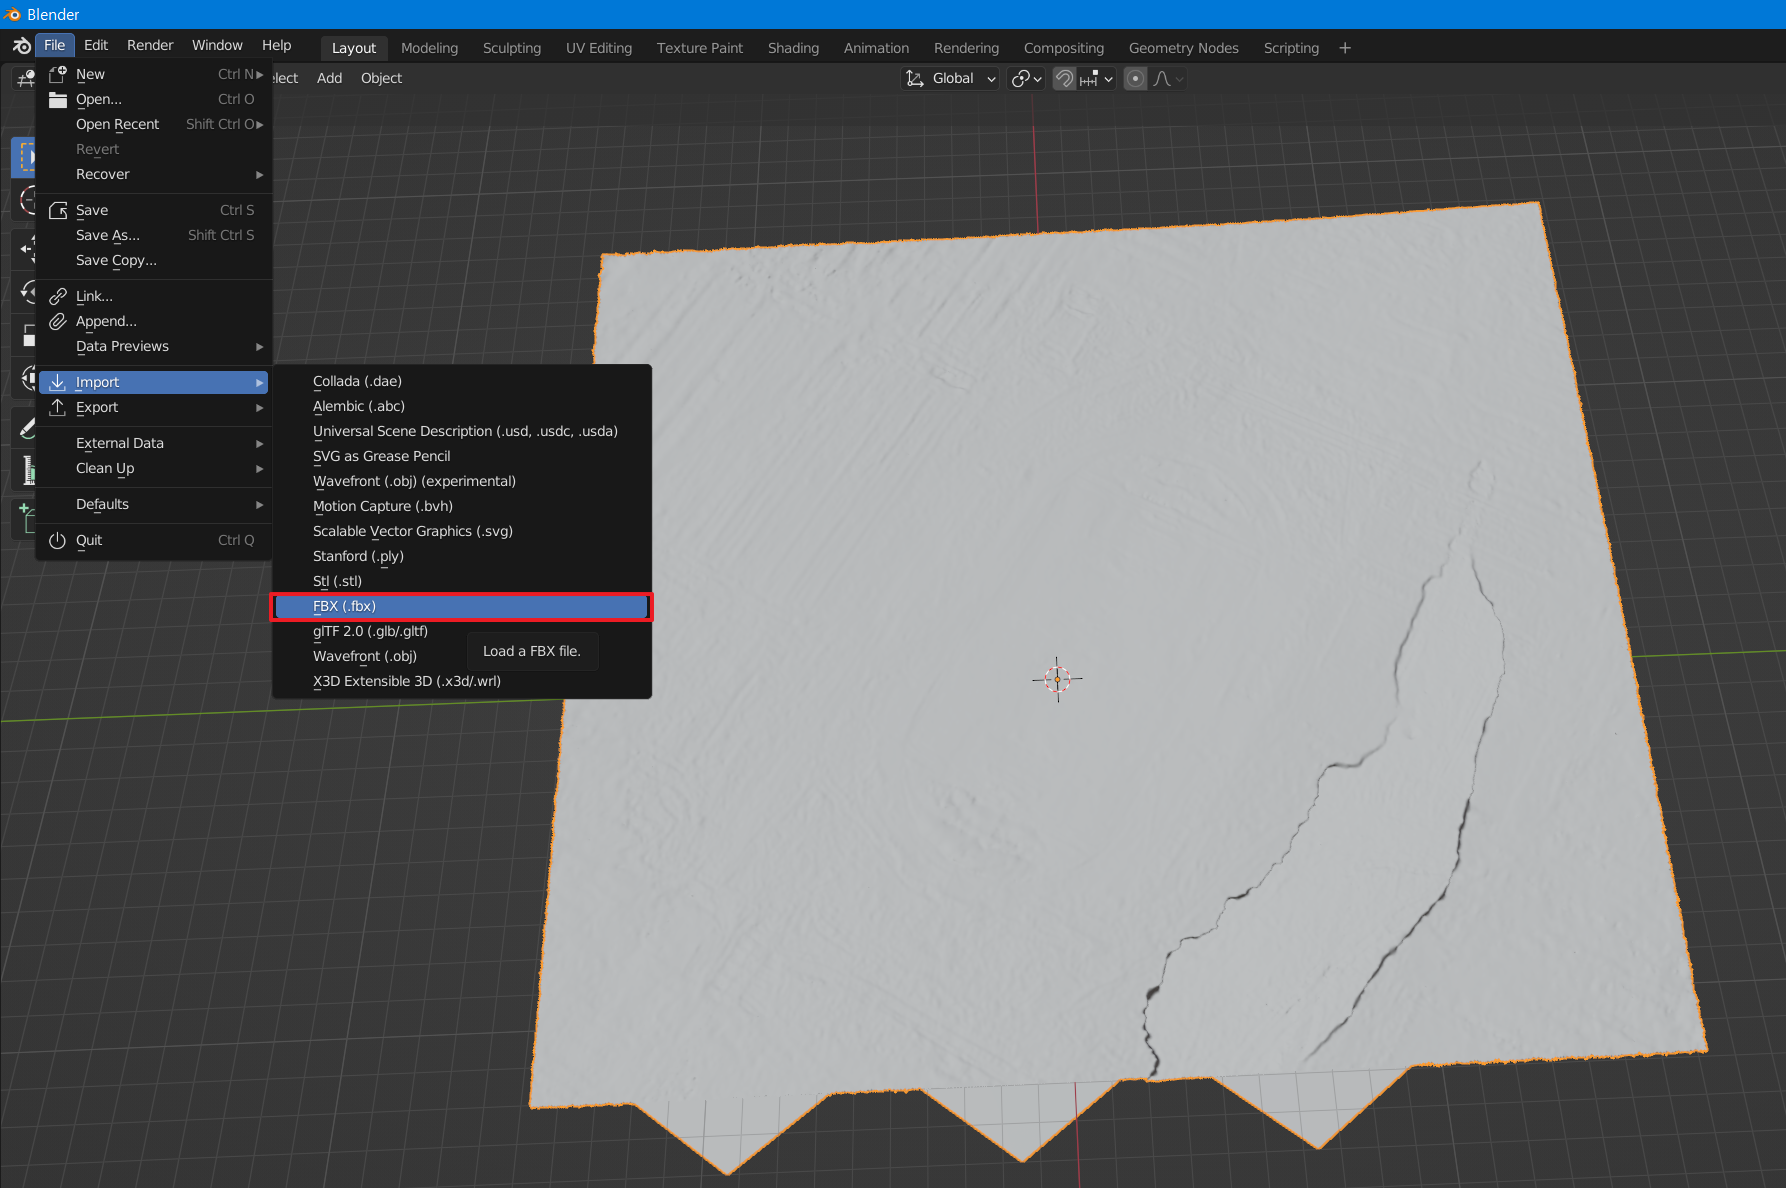 Blender
File Edit Render Window Help Layout Modeling Sculpting UV Editing Texture Paint Shading Animation Rendering Compositing Geometry Nodes Scripting +
elect Add Object Global
New Ctrl N
Open... Ctrl O
Open Recent Shift Ctrl O
Revert
Recover
Save Ctrl S
Save As... Shift Ctrl S
Save Copy...
Link...
Append...
Data Previews
Import
Export
External Data
Clean Up
Defaults
Quit Ctrl Q
Collada (.dae)
Alembic (.abc)
Universal Scene Description (.usd, .usdc, .usda)
SVG as Grease Pencil
Wavefront (.obj) (experimental)
Motion Capture (.bvh)
Scalable Vector Graphics (.svg)
Stanford (.ply)
Stl (.stl)
FBX (.fbx)
glTF 2.0 (.glb/.gltf)
Wavefront (.obj)
X3D Extensible 3D (.x3d/.wrl)
Load a FBX file.